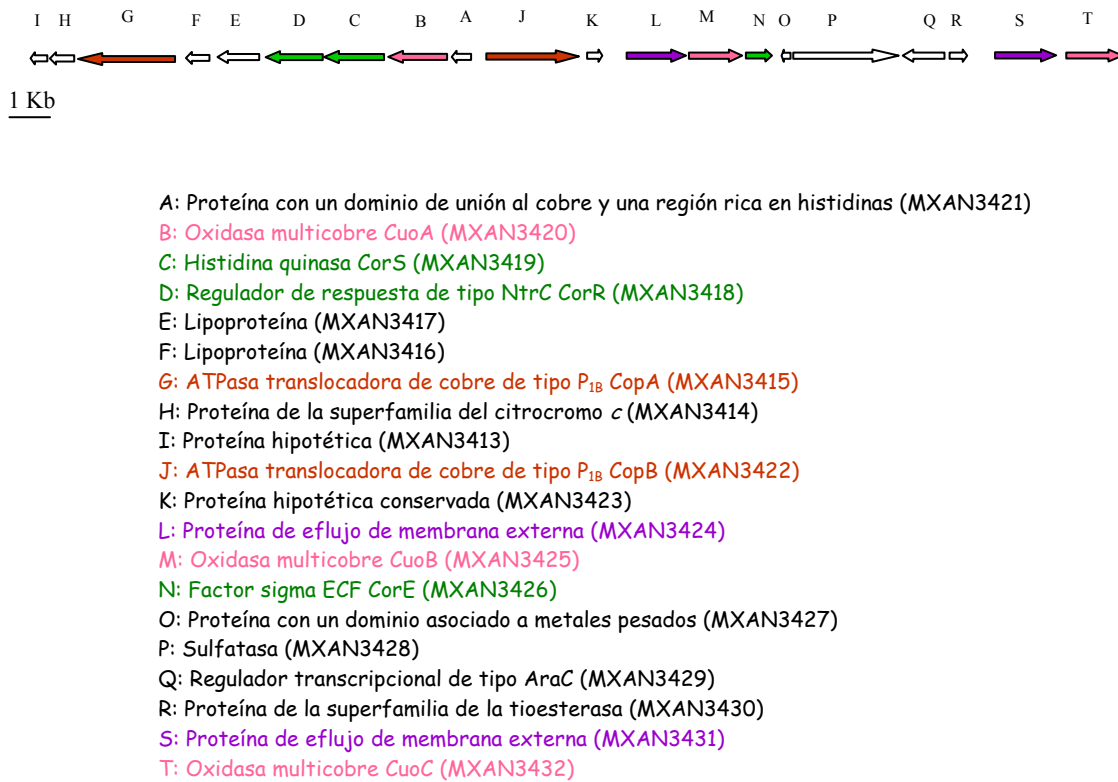 I H G F E D C B A J K L M N O P Q R S T
1 Kb
A: Proteína con un dominio de unión al cobre y una región rica en histidinas (MXAN3421)
B: Oxidasa multicobre CuoA (MXAN3420)
C: Histidina quinasa CorS (MXAN3419)
D: Regulador de respuesta de tipo NtrC CorR (MXAN3418)
E: Lipoproteína (MXAN3417)
F: Lipoproteína (MXAN3416)
G: ATPasa translocadora de cobre de tipo P1B CopA (MXAN3415)
H: Proteína de la superfamilia del citrocromo c (MXAN3414)
I: Proteína hipotética (MXAN3413)
J: ATPasa translocadora de cobre de tipo P1B CopB (MXAN3422)
K: Proteína hipotética conservada (MXAN3423)
L: Proteína de eflujo de membrana externa (MXAN3424)
M: Oxidasa multicobre CuoB (MXAN3425)
N: Factor sigma ECF CorE (MXAN3426)
O: Proteína con un dominio asociado a metales pesados (MXAN3427)
P: Sulfatasa (MXAN3428)
Q: Regulador transcripcional de tipo AraC (MXAN3429)
R: Proteína de la superfamilia de la tioesterasa (MXAN3430)
S: Proteína de eflujo de membrana externa (MXAN3431)
T: Oxidasa multicobre CuoC (MXAN3432)